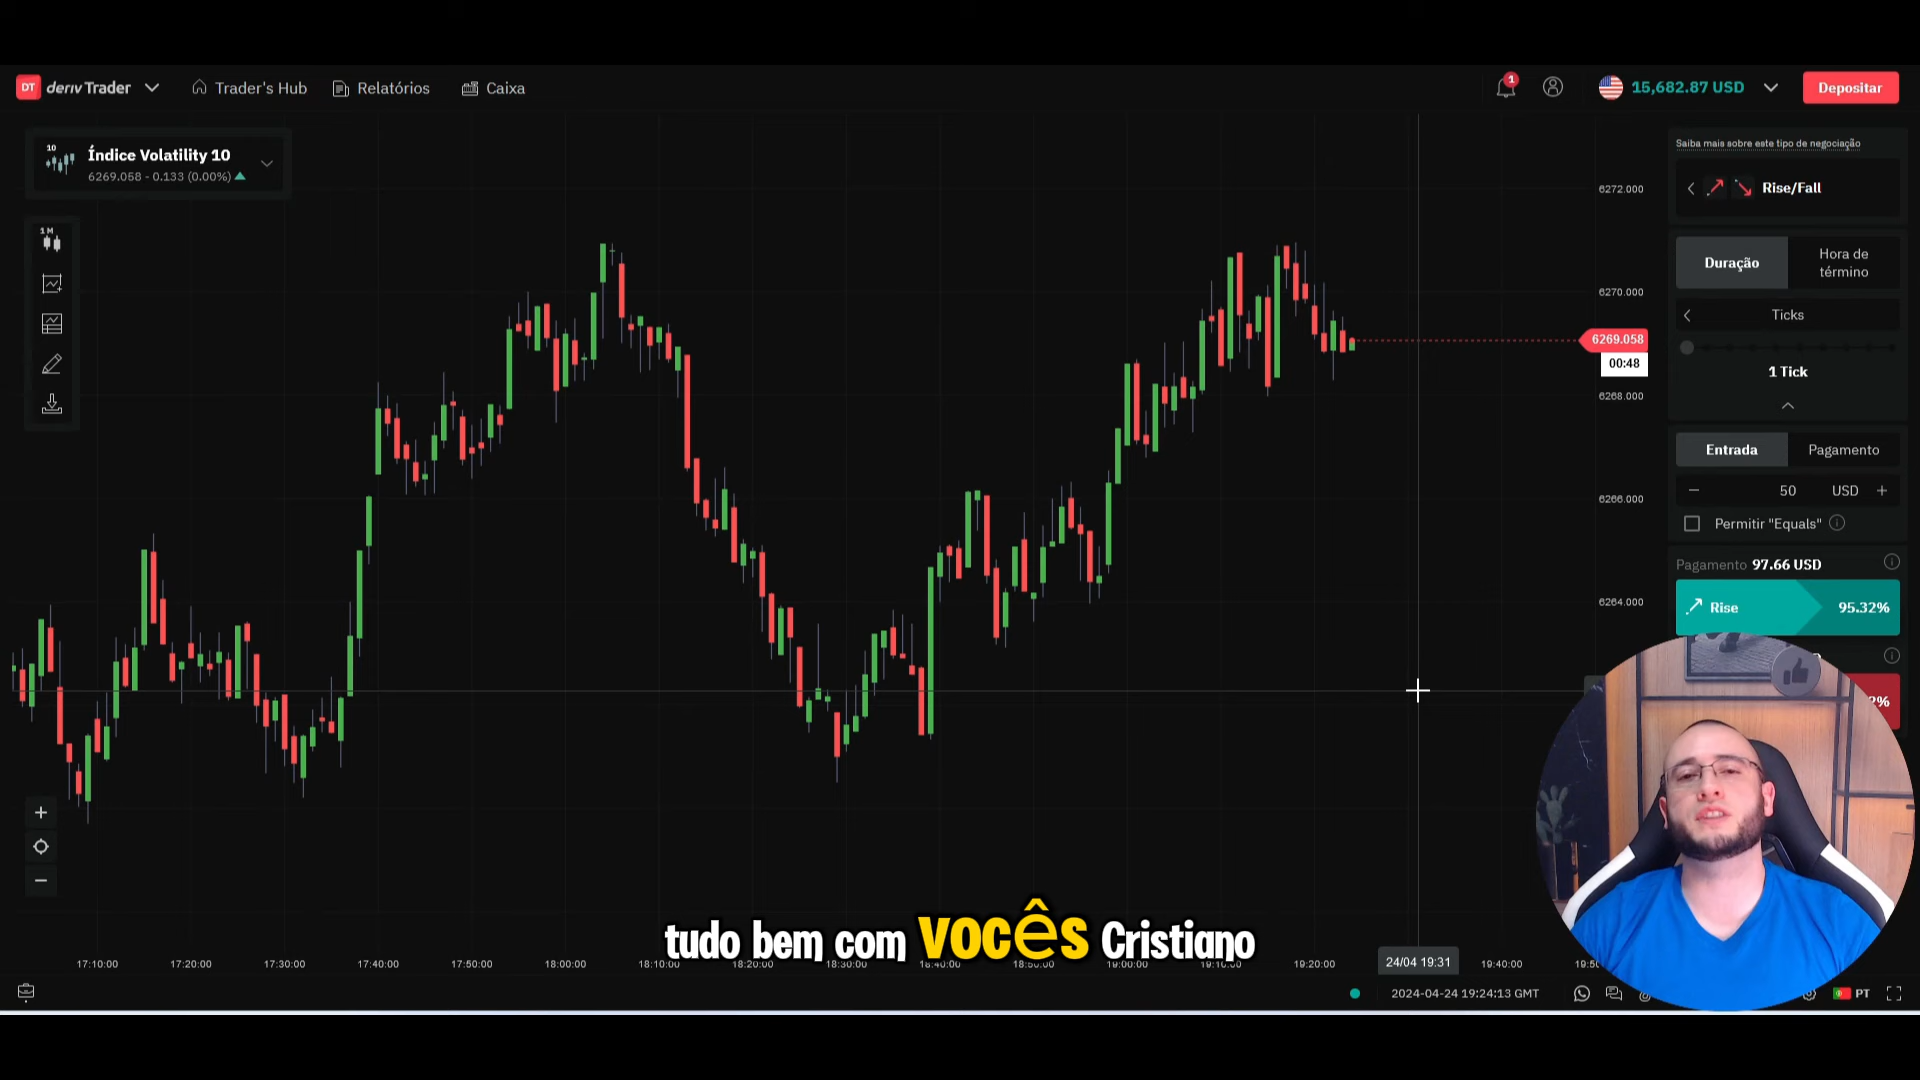 DT deriv Trader Trader's Hub Relatórios Caixa 1 15,682.87 USD Depositar
10 Índice Volatility 10
6269.058 - 0.133 (0.00%)
1 M
Saiba mais sobre este tipo de negociação
Rise/Fall
Duração Hora de término
Ticks
1 Tick
Entrada Pagamento
50 USD
Permitir "Equals"
Pagamento 97.66 USD
Rise 95.32%
2%
6272.000
6270.000
6269.058
00:48
6268.000
6266.000
6264.000
tudo bem com vocês Cristiano
17:10:00 17:20:00 17:30:00 17:40:00 17:50:00 18:00:00 18:10:00 18:20:00 18:30:00 18:40:00 18:50:00 19:00:00 19:10:00 19:20:00 24/04 19:31 19:40:00
2024-04-24 19:24:13 GMT PT